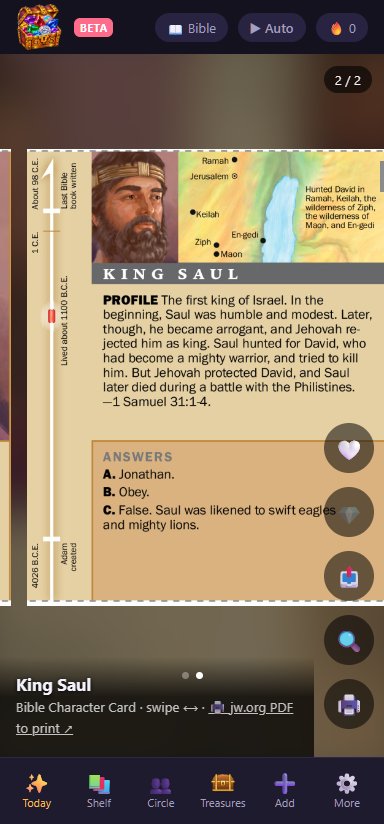 BETA
Bible
Auto
0
2 / 2
About 98 C.E.
Last Bible
book written
1 C.E.
Lived about 1100 B.C.E.
4026 B.C.E.
Adam
created
Ramah
Jerusalem
Keilah
Ziph
En-gedi
Maon
Hunted David in
Ramah, Keilah, the
wilderness of Ziph,
the wilderness of
Maon, and En-gedi
KING SAUL
PROFILE The first king of Israel. In the
beginning, Saul was humble and modest. Later,
though, he became arrogant, and Jehovah re-
jected him as king. Saul hunted for David, who
had become a mighty warrior, and tried to kill
him. But Jehovah protected David, and Saul
later died during a battle with the Philistines.
—1 Samuel 31:1-4.
ANSWERS
A. Jonathan.
B. Obey.
C. False. Saul was likened to swift eagles
and mighty lions.
King Saul
Bible Character Card · swipe ↔ · jw.org PDF
to print ↗
Today
Shelf
Circle
Treasures
Add
More